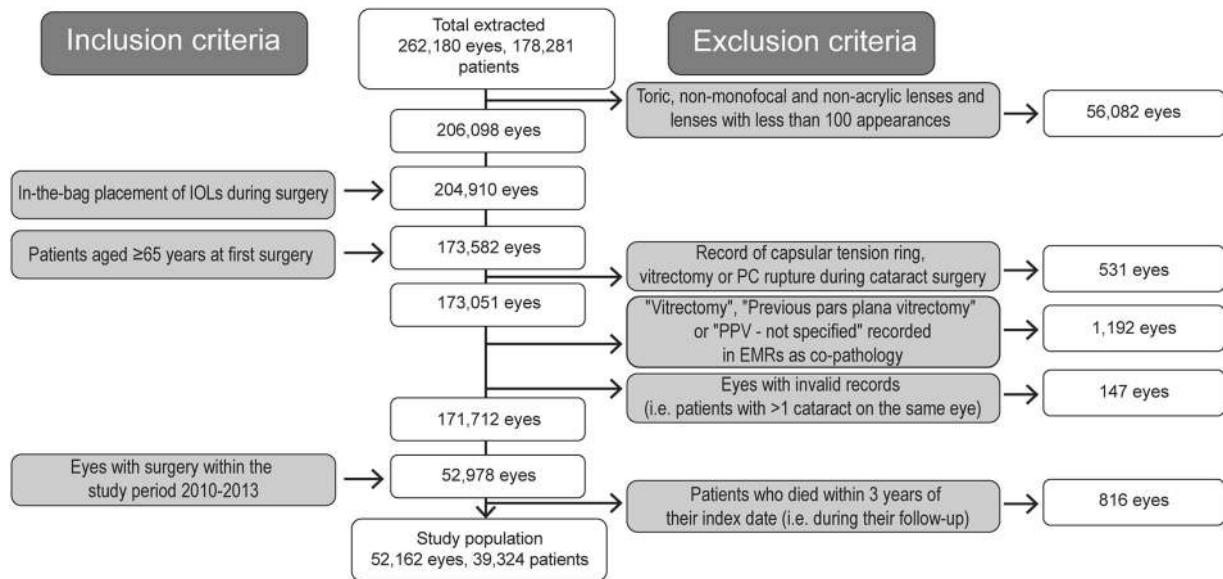 Inclusion criteria
Total extracted
262,180 eyes, 178,281
patients
Exclusion criteria
Toric, non-monofocal and non-acrylic lenses and
lenses with less than 100 appearances
56,082 eyes
206,098 eyes
In-the-bag placement of IOLs during surgery
204,910 eyes
Patients aged ≥65 years at first surgery
173,582 eyes
Record of capsular tension ring,
vitrectomy or PC rupture during cataract surgery
531 eyes
173,051 eyes
"Vitrectomy", "Previous pars plana vitrectomy"
or "PPV - not specified" recorded
in EMRs as co-pathology
1,192 eyes
Eyes with invalid records
(i.e. patients with >1 cataract on the same eye)
147 eyes
171,712 eyes
Eyes with surgery within the
study period 2010-2013
52,978 eyes
Patients who died within 3 years of
their index date (i.e. during their follow-up)
816 eyes
Study population
52,162 eyes, 39,324 patients